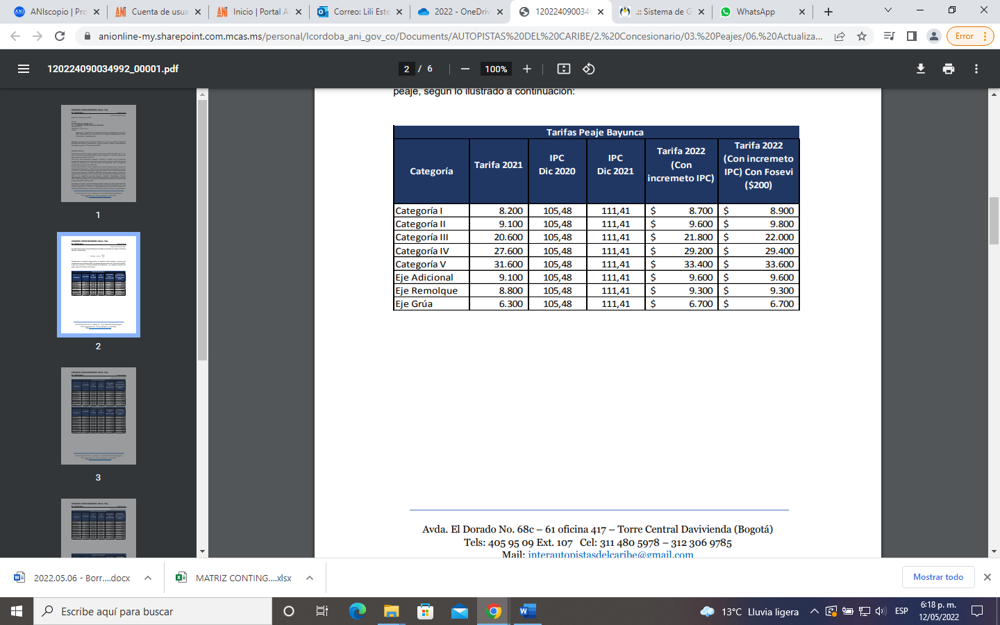 ANIscopio | Pro
Cuenta de usua
Inicio | Portal A
Correo: Lili Este
2022 - OneDriv
12022409003499
.:: Sistema de G
WhatsApp
anionline-my.sharepoint.com.mcas.ms/personal/lcordoba_ani_gov_co/Documents/AUTOPISTAS%20DEL%20CARIBE/2.%20Concesionario/03.%20Peajes/06.%20Actualiza...
Error
120224090034992_00001.pdf
2 / 6
100%
1
2
3
peaje, según lo ilustrado a continuación:
Tarifas Peaje Bayunca
Categoría Tarifa 2021 IPC Dic 2020 IPC Dic 2021 Tarifa 2022 (Con incremeto IPC) Tarifa 2022 (Con incremeto IPC) Con Fosevi ($200)
Categoría I 8.200 105,48 111,41 $ 8.700 $ 8.900
Categoría II 9.100 105,48 111,41 $ 9.600 $ 9.800
Categoría III 20.600 105,48 111,41 $ 21.800 $ 22.000
Categoría IV 27.600 105,48 111,41 $ 29.200 $ 29.400
Categoría V 31.600 105,48 111,41 $ 33.400 $ 33.600
Eje Adicional 9.100 105,48 111,41 $ 9.600 $ 9.600
Eje Remolque 8.800 105,48 111,41 $ 9.300 $ 9.300
Eje Grúa 6.300 105,48 111,41 $ 6.700 $ 6.700
Avda. El Dorado No. 68c – 61 oficina 417 – Torre Central Davivienda (Bogotá)
Tels: 405 95 09 Ext. 107 Cel: 311 480 5978 – 312 306 9785
Mail: interautopistasdelcaribe@gmail.com
2022.05.06 - Borr....docx
MATRIZ CONTING....xlsx
Mostrar todo
Escribe aquí para buscar
13°C Lluvia ligera
ESP
6:18 p. m.
12/05/2022